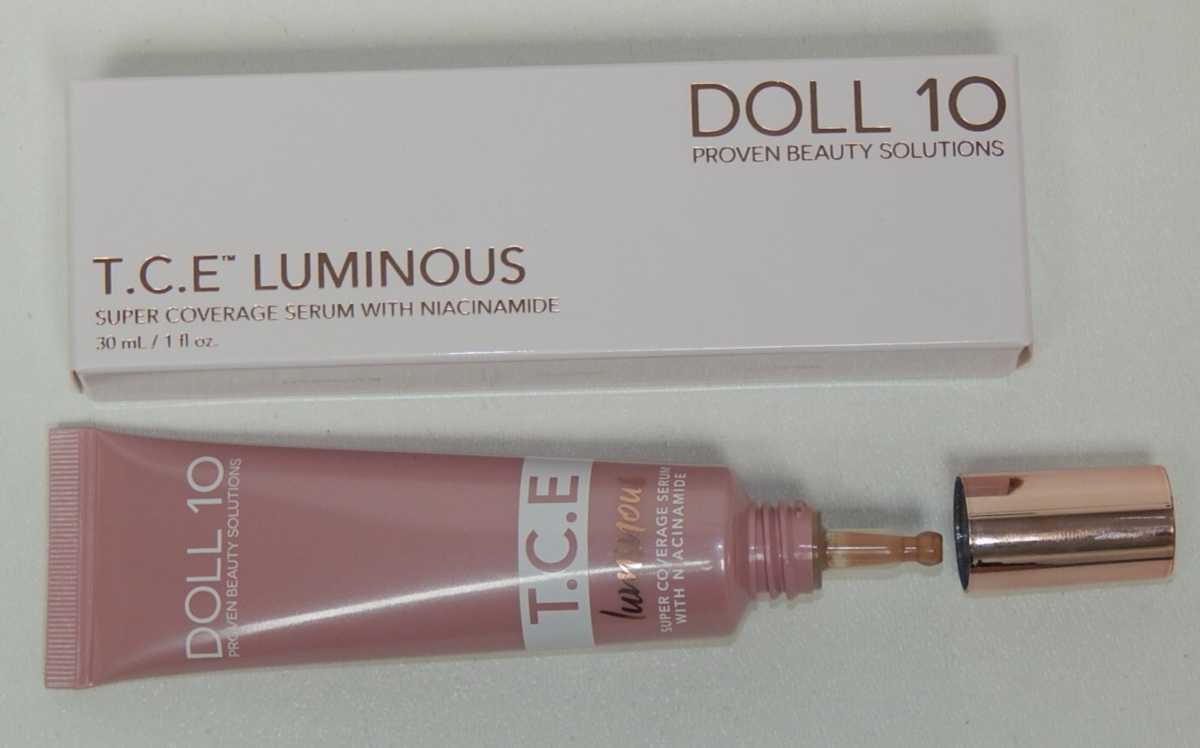 DOLL 10
PROVEN BEAUTY SOLUTIONS
T.C.E™ LUMINOUS
SUPER COVERAGE SERUM WITH NIACINAMIDE
30 mL / 1 fl oz.
DOLL 10
PROVEN BEAUTY SOLUTIONS
T.C.E
luminous
SUPER COVERAGE SERUM
WITH NIACINAMIDE